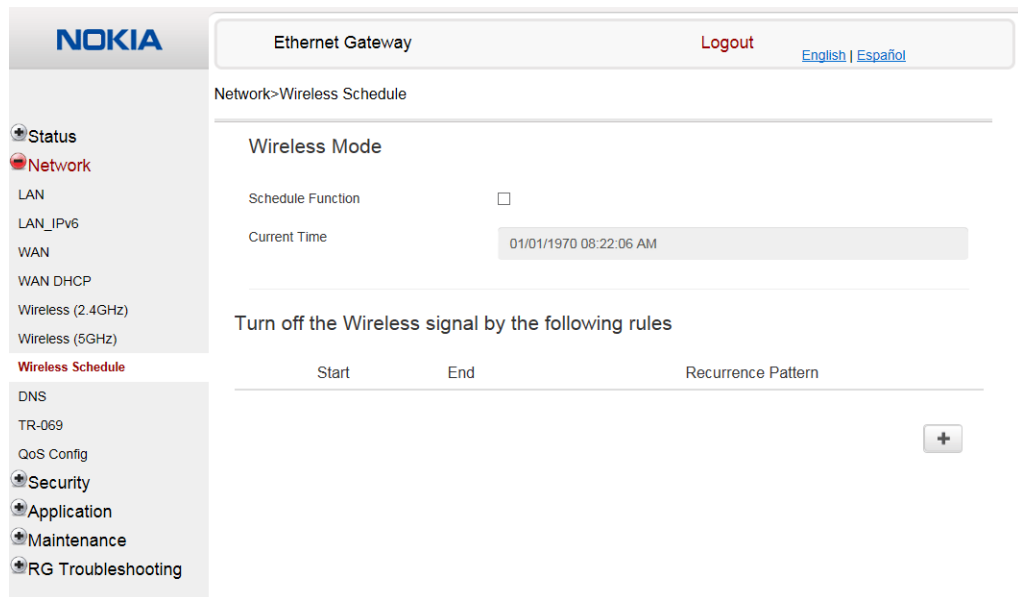 NOKIA
Ethernet Gateway
Logout
English | Español
Network>Wireless Schedule
Status
Network
LAN
LAN_IPv6
WAN
WAN DHCP
Wireless (2.4GHz)
Wireless (5GHz)
Wireless Schedule
DNS
TR-069
QoS Config
Security
Application
Maintenance
RG Troubleshooting
Wireless Mode
Schedule Function
Current Time
01/01/1970 08:22:06 AM
Turn off the Wireless signal by the following rules
Start End Recurrence Pattern